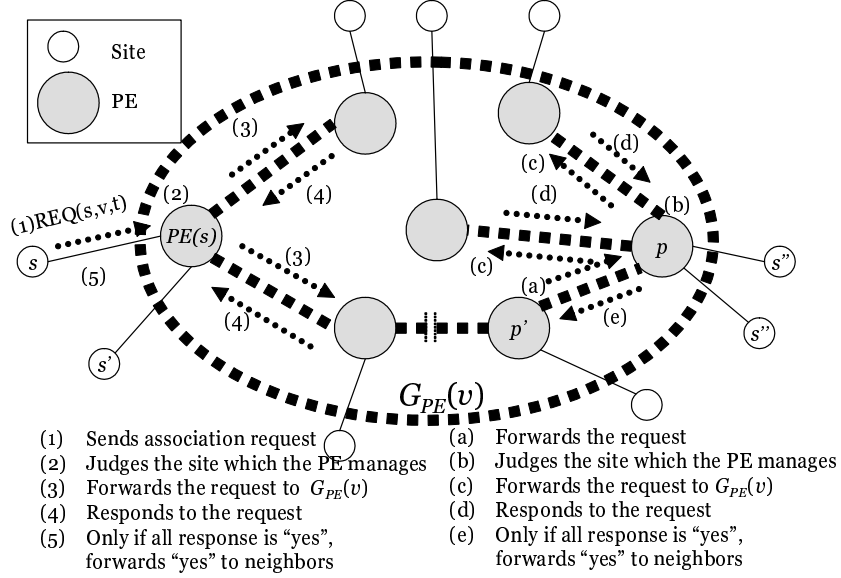 Site
PE
(3)
(4)
(2)
(1)REQ(s,v,t)
PE(s)
s
(5)
(3)
(4)
s’
(d)
(c)
(b)
(d)
p
(c)
(a)
(e)
p’
s”
s’’
G_PE(v)
(1) Sends association request
(2) Judges the site which the PE manages
(3) Forwards the request to G_PE(v)
(4) Responds to the request
(5) Only if all response is “yes”,
forwards “yes” to neighbors
(a) Forwards the request
(b) Judges the site which the PE manages
(c) Forwards the request to G_PE(v)
(d) Responds to the request
(e) Only if all response is “yes”,
forwards “yes” to neighbors